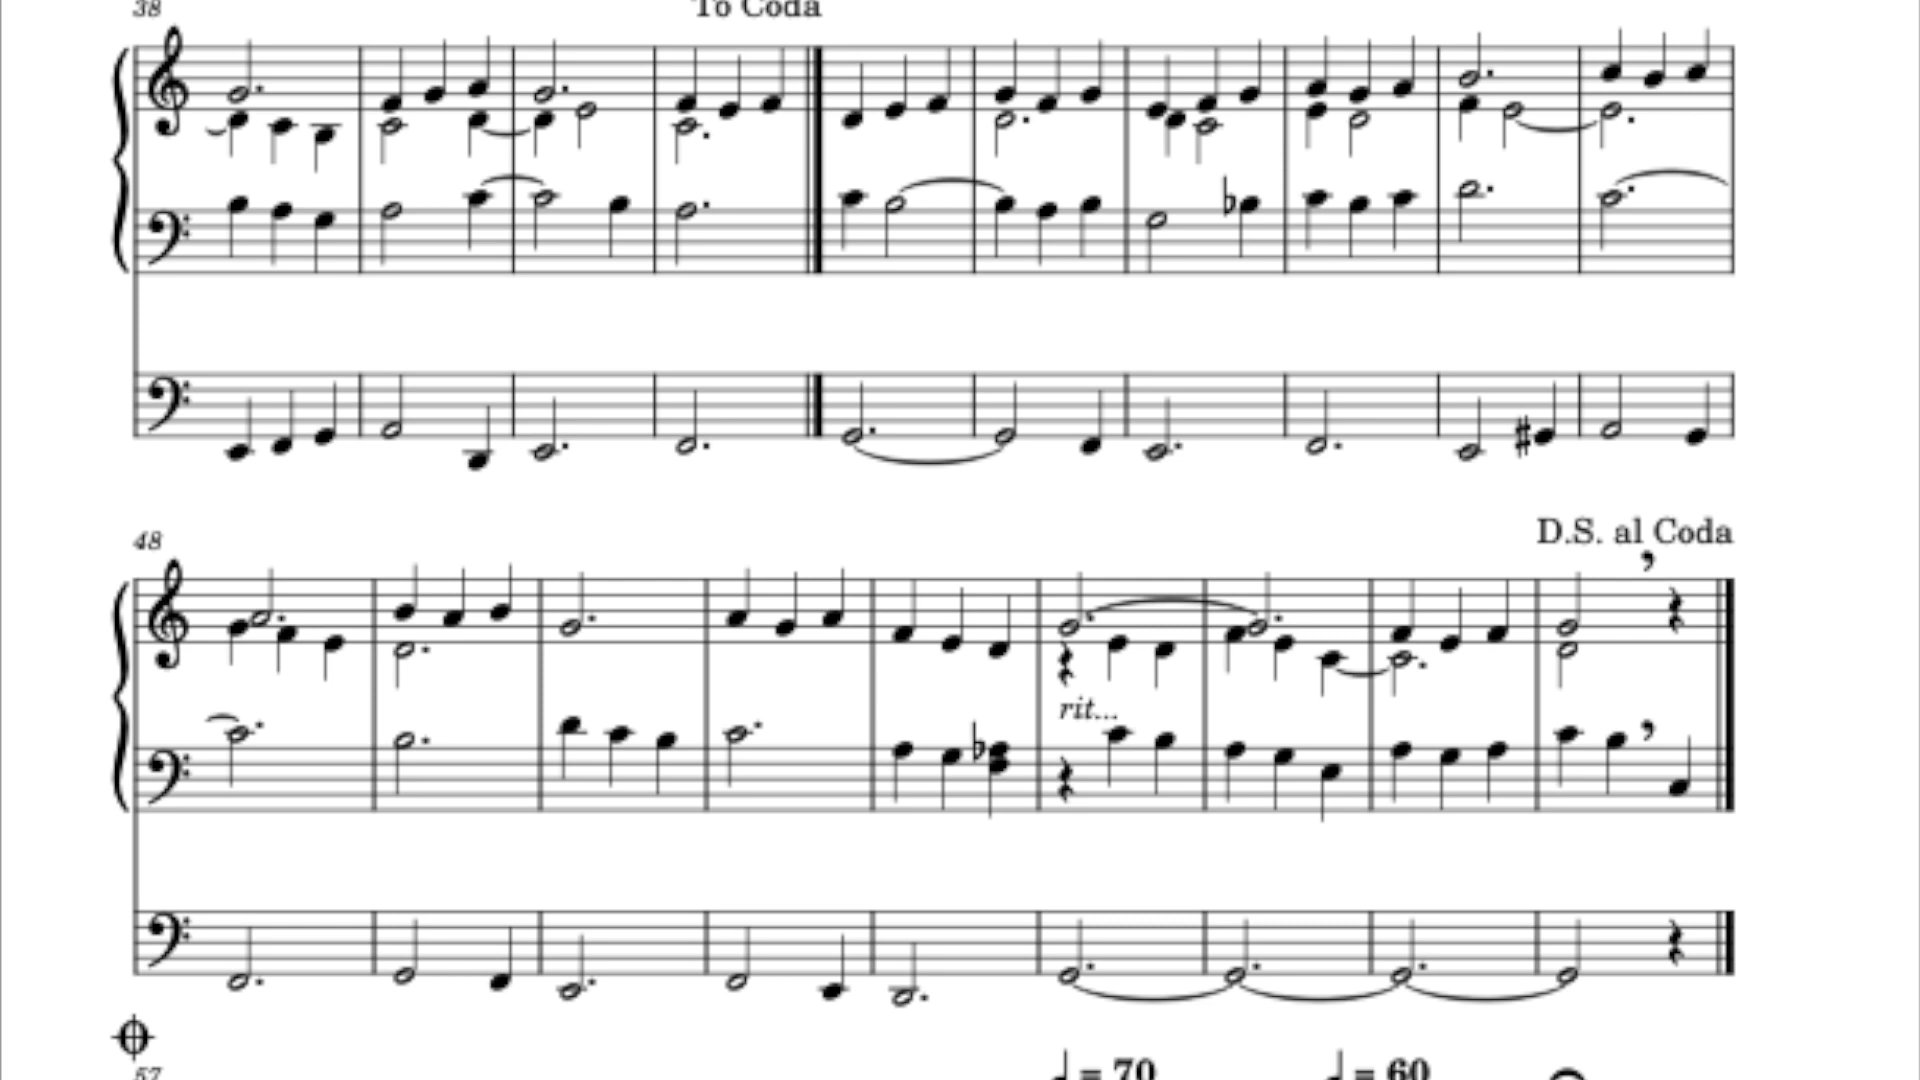 38
To Coda
48
D.S. al Coda
rit...
57
= 70
= 60